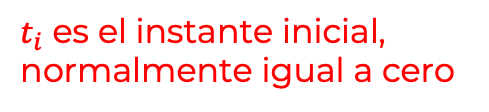 tᵢ es el instante inicial,
normalmente igual a cero